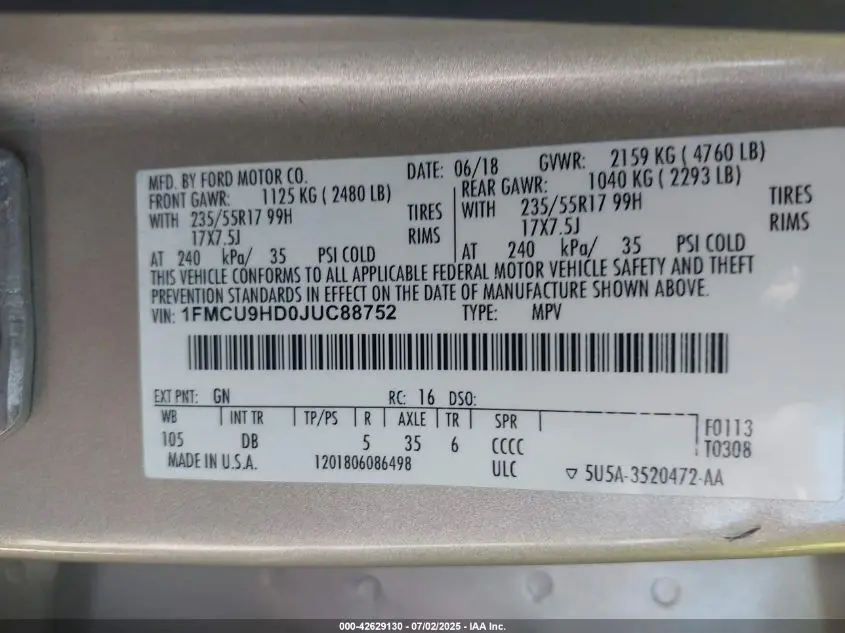 MFD. BY FORD MOTOR CO. DATE: 06/18 GVWR: 2159 KG ( 4760 LB)
FRONT GAWR: 1125 KG ( 2480 LB) REAR GAWR: 1040 KG ( 2293 LB)
WITH 235/55R17 99H TIRES WITH 235/55R17 99H TIRES
17X7.5J RIMS 17X7.5J RIMS
AT 240 kPa/ 35 PSI COLD AT 240 kPa/ 35 PSI COLD
THIS VEHICLE CONFORMS TO ALL APPLICABLE FEDERAL MOTOR VEHICLE SAFETY AND THEFT
PREVENTION STANDARDS IN EFFECT ON THE DATE OF MANUFACTURE SHOWN ABOVE.
VIN: 1FMCU9HD0JUC88752 TYPE: MPV
EXT PNT: GN RC: 16 DSO:
WB INT TR TP/PS R AXLE TR SPR F0113
105 DB 5 35 6 CCCC T0308
MADE IN U.S.A. 1201806086498 ULC ▽ 5U5A-3520472-AA
000-42629130 - 07/02/2025 - IAA Inc.